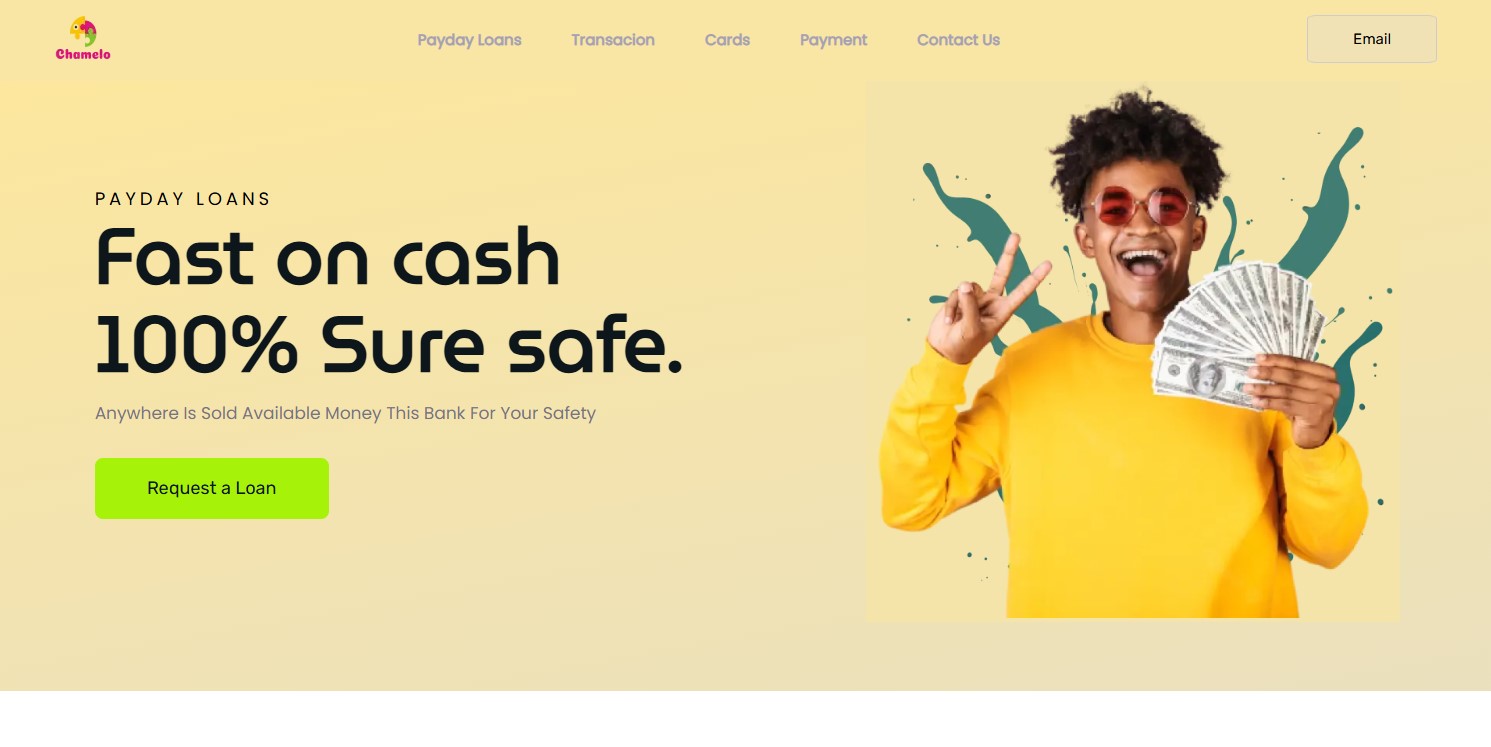 Chamelo
Payday Loans
Transacion
Cards
Payment
Contact Us
Email
PAYDAY LOANS
Fast on cash
100% Sure safe.
Anywhere Is Sold Available Money This Bank For Your Safety
Request a Loan